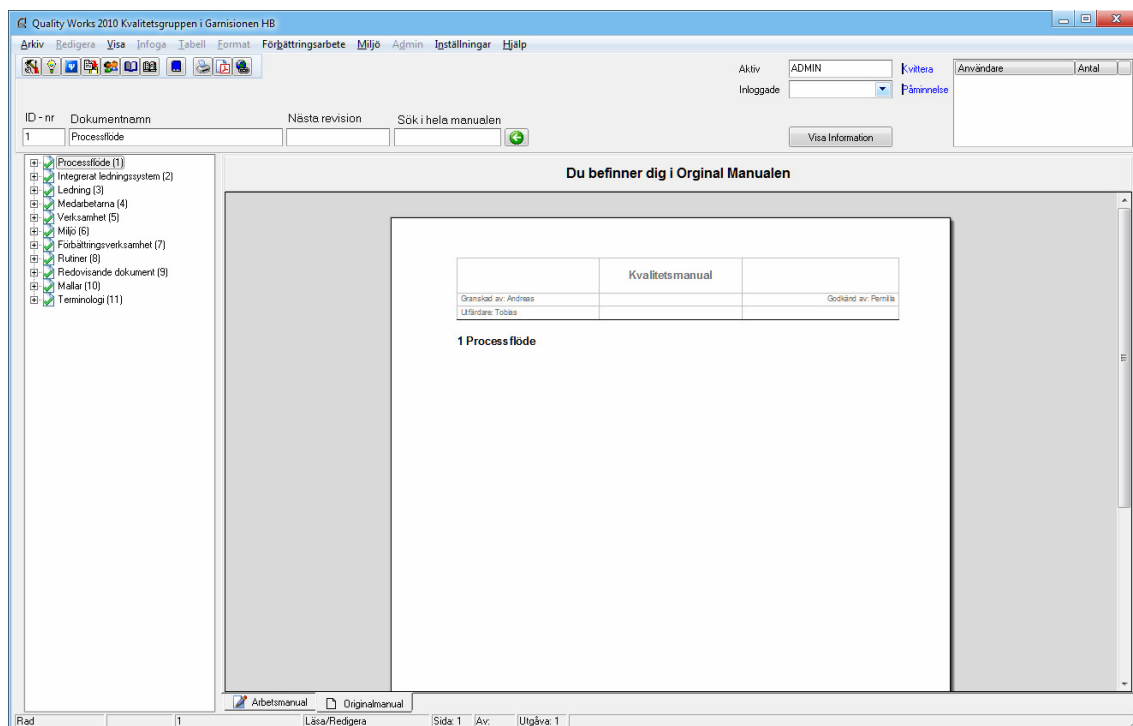 Quality Works 2010 Kvalitetsgruppen i Garnisionen HB
Arkiv Redigera Visa Infoga Tabell Format Förbättringsarbete Miljö Admin Inställningar Hjälp
Aktiv ADMIN Kvittera Användare Antal
Inloggade Påminnelse
ID - nr Dokumentnamn Nästa revision Sök i hela manualen
1 Processflöde Visa Information
Processflöde (1)
Integrerat ledningssystem (2)
Ledning (3)
Medarbetarna (4)
Verksamhet (5)
Miljö (6)
Förbättringsverksamhet (7)
Rutiner (8)
Redovisande dokument (9)
Mallar (10)
Terminologi (11)
Du befinner dig i Orginal Manualen
Kvalitetsmanual
Granskad av: Andreas Godkänd av: Pernilla
Utfärdare: Tobias
1 Processflöde
Arbetsmanual Originalmanual
Rad 1 Läsa/Redigera Sida: 1 Av: Utgåva: 1